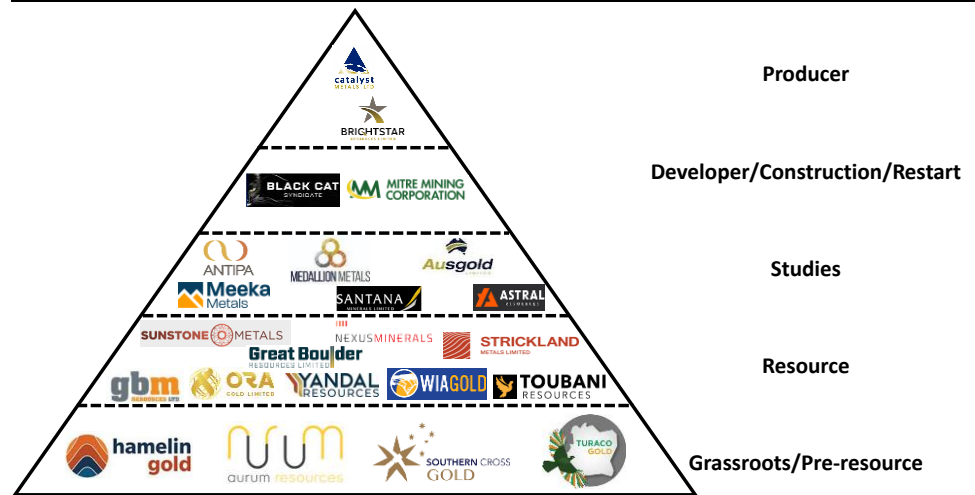 catalyst
METALS LTD
BRIGHTSTAR
RESOURCES LIMITED
Producer
BLACK CAT
SYNDICATE
MITRE MINING
CORPORATION
Developer/Construction/Restart
ANTIPA
MEDALLION METALS
Ausgold
Meeka
Metals
SANTANA
MINERALS LIMITED
ASTRAL
Studies
SUNSTONE METALS
NEXUSMINERALS
STRICKLAND
METALS LIMITED
Great Boulder
RESOURCES LIMITED
gbm
RESOURCES LTD
ORA
GOLD LIMITED
YANDAL
RESOURCES
WIAGOLD
TOUBANI
RESOURCES
Resource
hamelin
gold
aurum resources
SOUTHERN CROSS
GOLD
TURACO
GOLD
Grassroots/Pre-resource